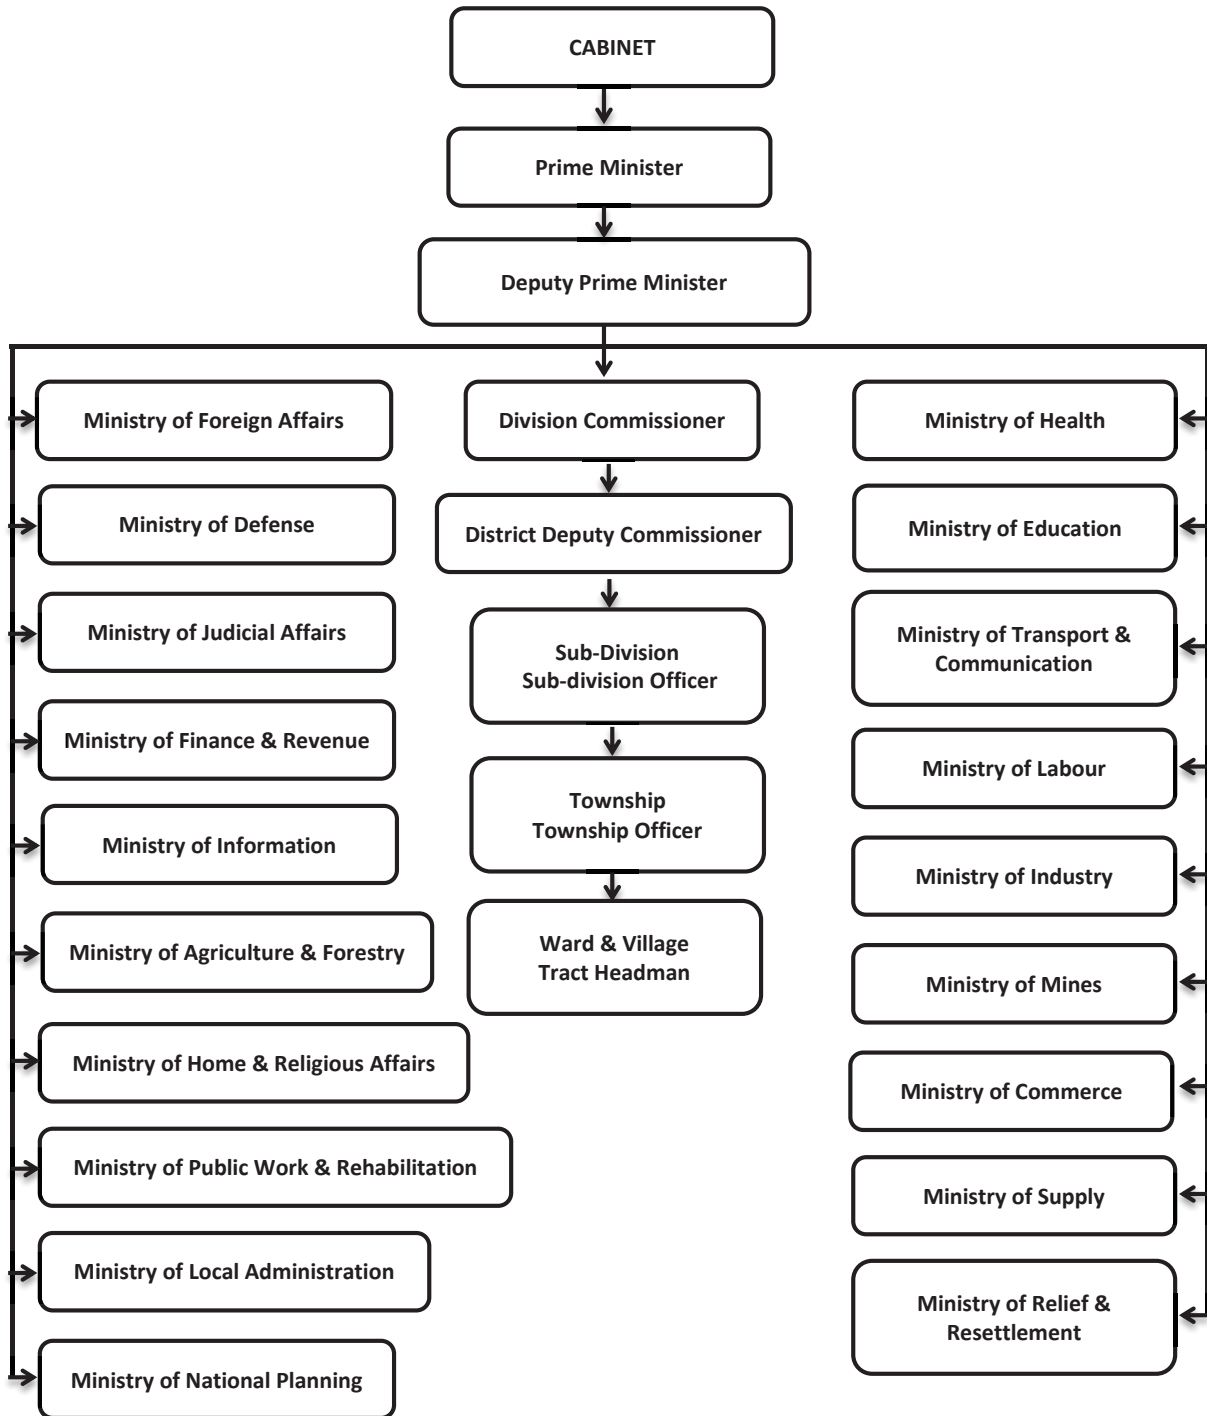 CABINET
Prime Minister
Deputy Prime Minister
Ministry of Foreign Affairs
Ministry of Defense
Ministry of Judicial Affairs
Ministry of Finance & Revenue
Ministry of Information
Ministry of Agriculture & Forestry
Ministry of Home & Religious Affairs
Ministry of Public Work & Rehabilitation
Ministry of Local Administration
Ministry of National Planning
Division Commissioner
District Deputy Commissioner
Sub-Division
Sub-division Officer
Township
Township Officer
Ward & Village
Tract Headman
Ministry of Health
Ministry of Education
Ministry of Transport &
Communication
Ministry of Labour
Ministry of Industry
Ministry of Mines
Ministry of Commerce
Ministry of Supply
Ministry of Relief &
Resettlement